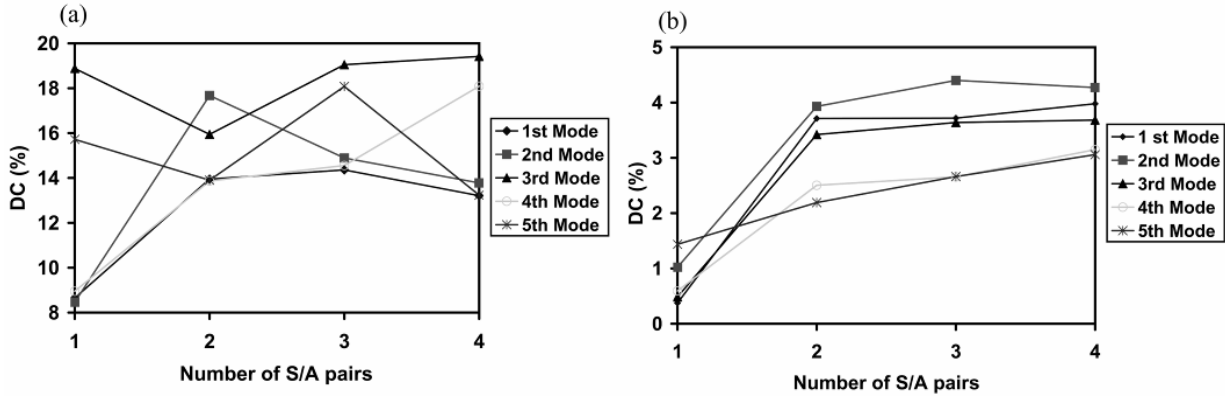 (a)
20
18
16
14
12
10
8
DC (%)
1 2 3 4
Number of S/A pairs
1st Mode
2nd Mode
3rd Mode
4th Mode
5th Mode
(b)
5
4
3
2
1
0
DC (%)
1 2 3 4
Number of S/A pairs
1 st Mode
2nd Mode
3rd Mode
4th Mode
5th Mode